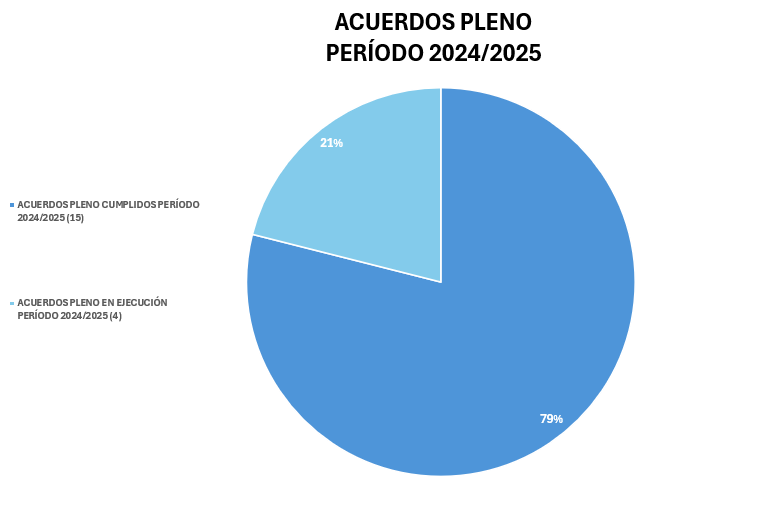 ACUERDOS PLENO
PERÍODO 2024/2025
21%
ACUERDOS PLENO CUMPLIDOS PERÍODO
2024/2025 (15)
ACUERDOS PLENO EN EJECUCIÓN
PERÍODO 2024/2025 (4)
79%